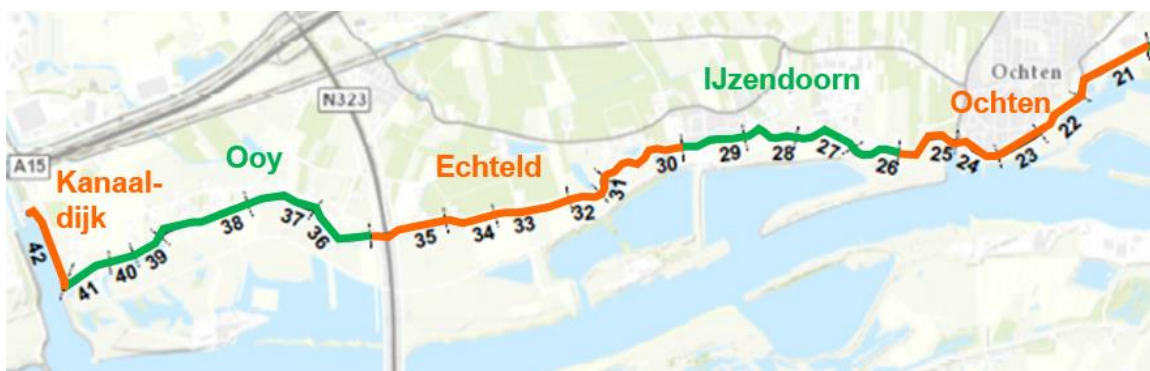 IJzendoorn
Ochten
Ochten
21
22
23
24
25
26
27
28
29
30
31
32
33
34
35
36
37
38
39
40
41
42
N323
A15
Ooy
Echteld
Kanaal-
dijk